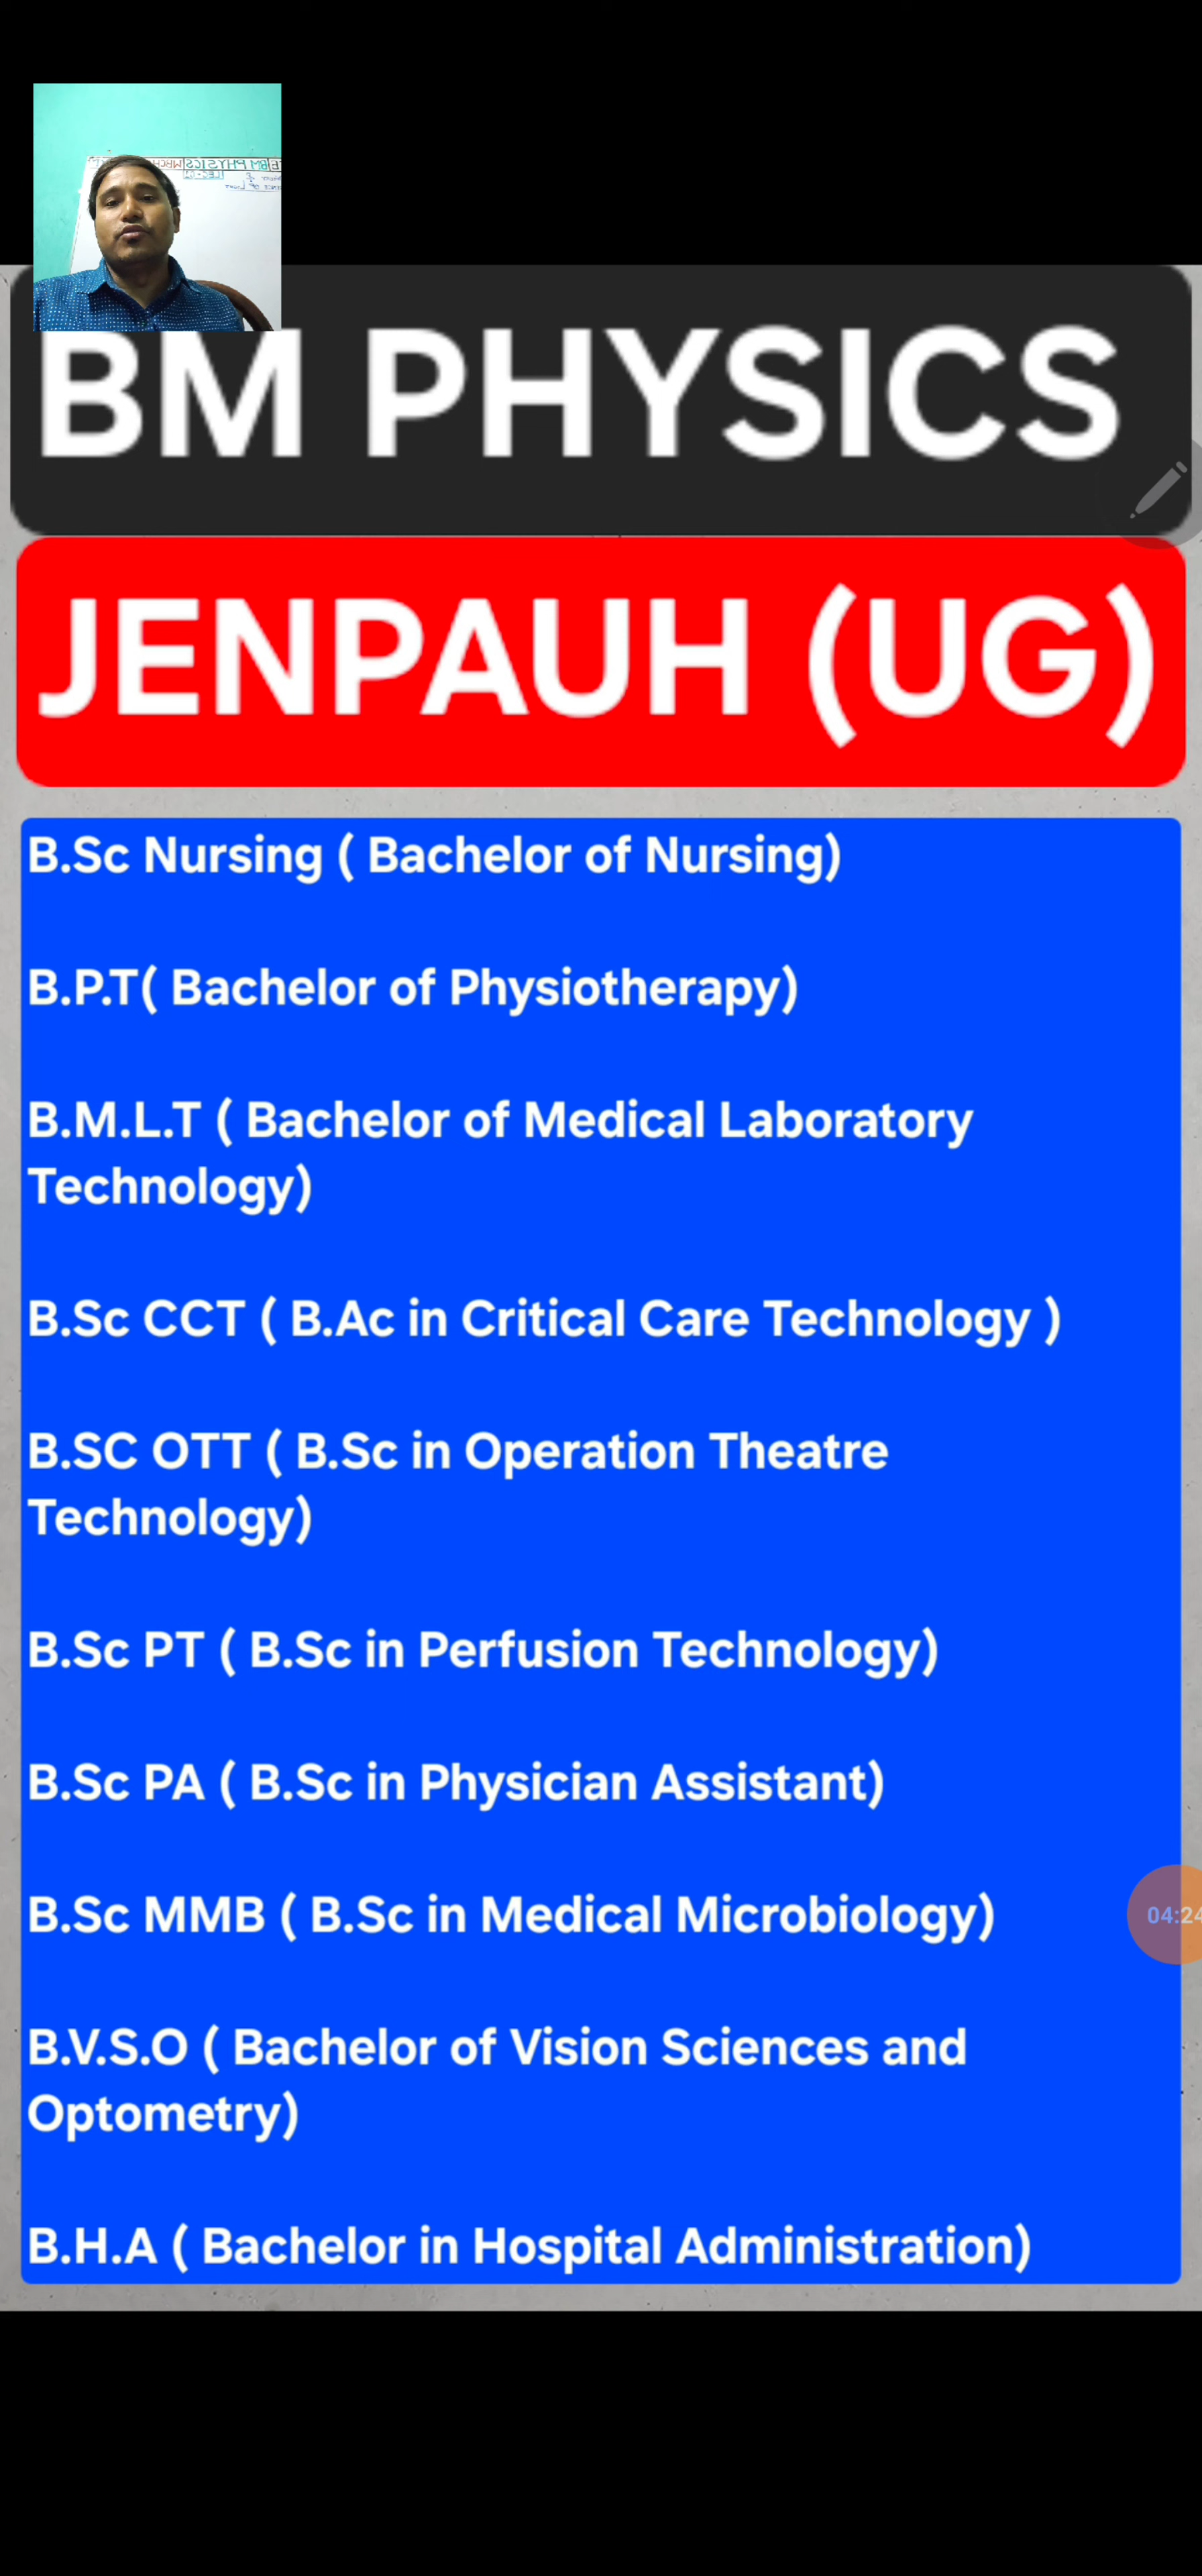 BM PHYSICS
JENPAUH (UG)
B.Sc Nursing ( Bachelor of Nursing)
B.P.T( Bachelor of Physiotherapy)
B.M.L.T ( Bachelor of Medical Laboratory
Technology)
B.Sc CCT ( B.Ac in Critical Care Technology )
B.SC OTT ( B.Sc in Operation Theatre
Technology)
B.Sc PT ( B.Sc in Perfusion Technology)
B.Sc PA ( B.Sc in Physician Assistant)
B.Sc MMB ( B.Sc in Medical Microbiology)
04:24
B.V.S.O ( Bachelor of Vision Sciences and
Optometry)
B.H.A ( Bachelor in Hospital Administration)